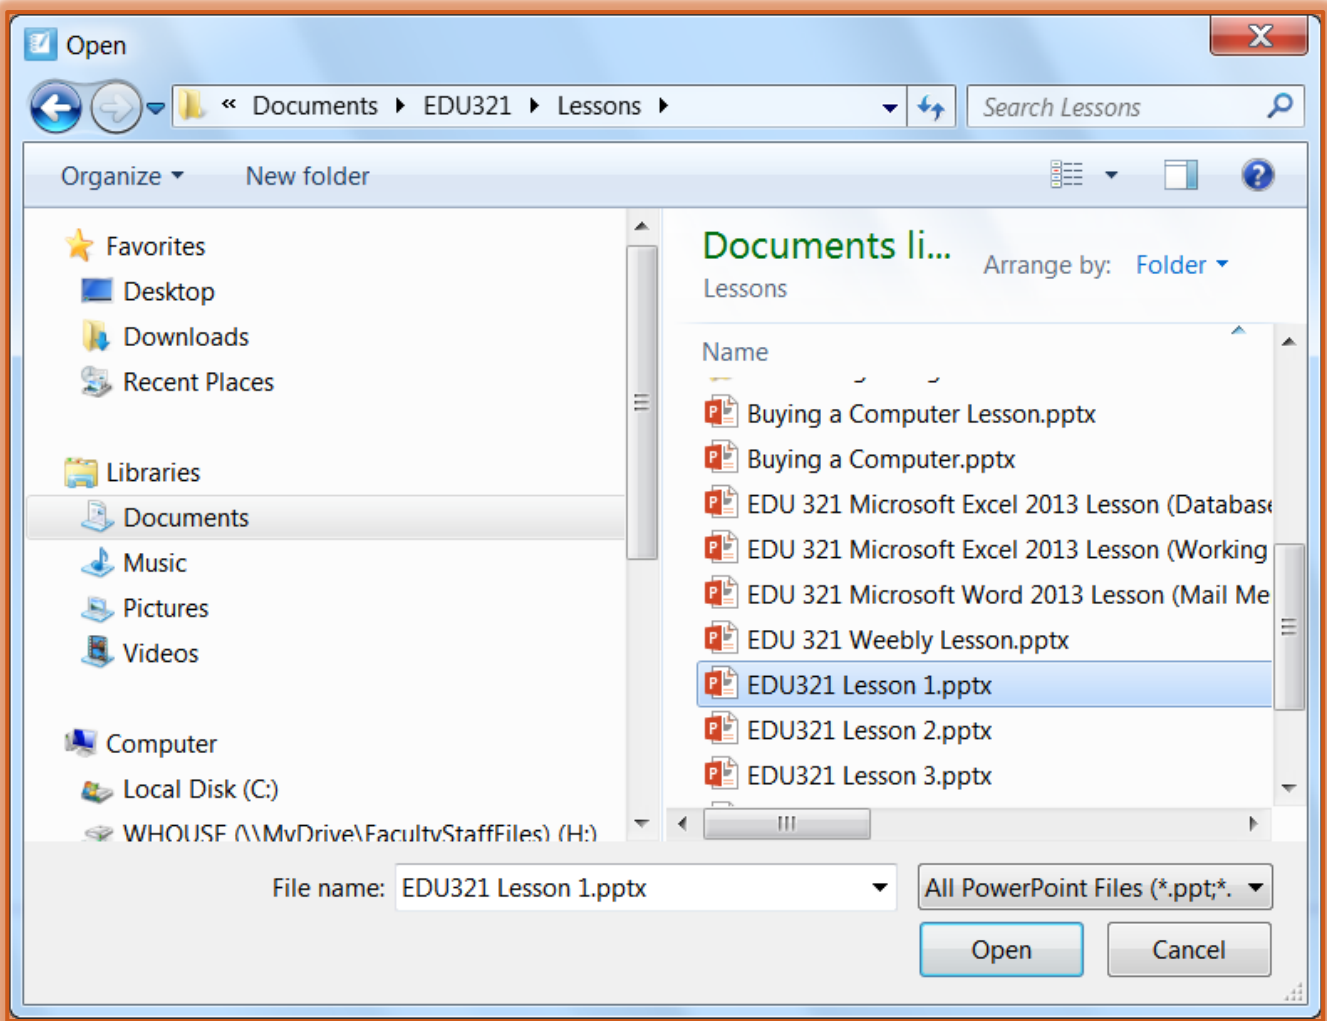 Open
« Documents EDU321 Lessons
Search Lessons
Organize New folder
Favorites
Desktop
Downloads
Recent Places
Libraries
Documents
Music
Pictures
Videos
Computer
Local Disk (C:)
WHOUSE (\\MyDrive\FacultyStaffFiles) (H:)
Documents li...
Lessons
Arrange by: Folder
Name
Buying a Computer Lesson.pptx
Buying a Computer.pptx
EDU 321 Microsoft Excel 2013 Lesson (Database
EDU 321 Microsoft Excel 2013 Lesson (Working
EDU 321 Microsoft Word 2013 Lesson (Mail Me
EDU 321 Weebly Lesson.pptx
EDU321 Lesson 1.pptx
EDU321 Lesson 2.pptx
EDU321 Lesson 3.pptx
File name: EDU321 Lesson 1.pptx
All PowerPoint Files (*.ppt;*.
Open Cancel